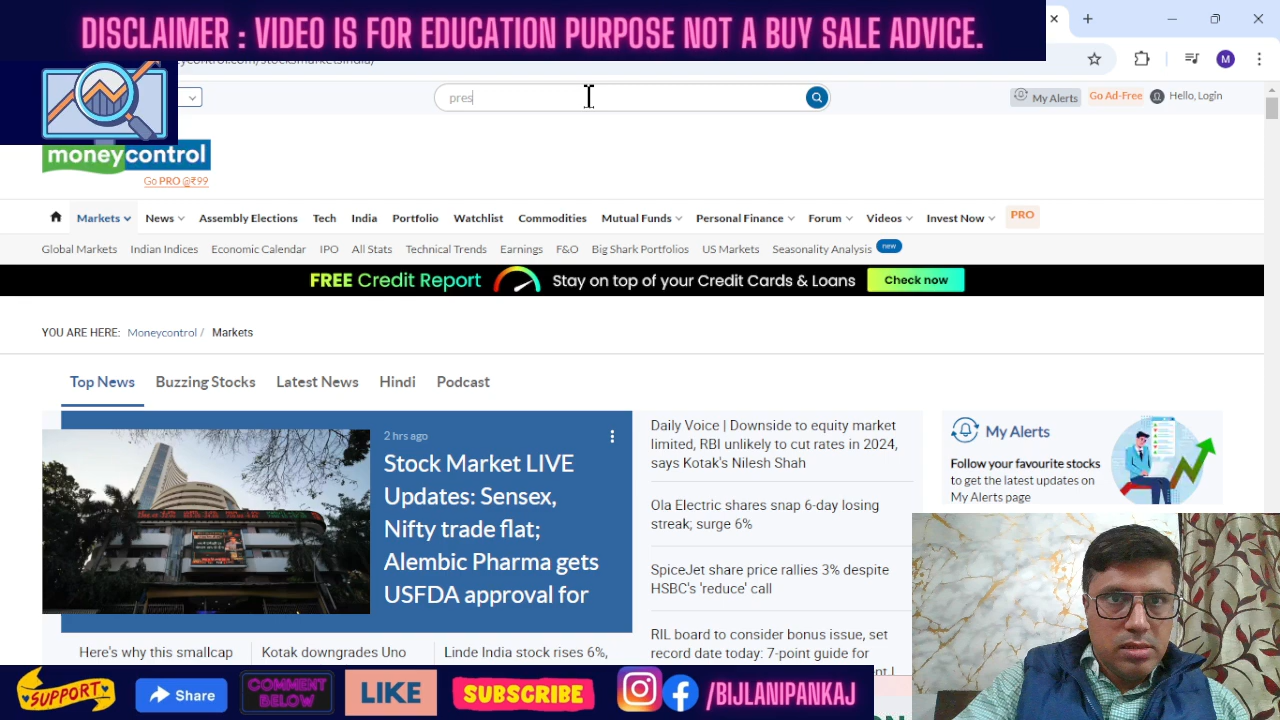 DISCLAIMER : VIDEO IS FOR EDUCATION PURPOSE NOT A BUY SALE ADVICE.
M
pres
My Alerts
Go Ad-Free
Hello, Login
moneycontrol
Go PRO @₹99
Markets
News
Assembly Elections
Tech
India
Portfolio
Watchlist
Commodities
Mutual Funds
Personal Finance
Forum
Videos
Invest Now
PRO
Global Markets
Indian Indices
Economic Calendar
IPO
All Stats
Technical Trends
Earnings
F&O
Big Shark Portfolios
US Markets
Seasonality Analysis
new
FREE Credit Report
Stay on top of your Credit Cards & Loans
Check now
YOU ARE HERE: Moneycontrol / Markets
Top News
Buzzing Stocks
Latest News
Hindi
Podcast
2 hrs ago
Stock Market LIVE
Updates: Sensex,
Nifty trade flat;
Alembic Pharma gets
USFDA approval for
Daily Voice | Downside to equity market
limited, RBI unlikely to cut rates in 2024,
says Kotak's Nilesh Shah
Ola Electric shares snap 6-day losing
streak; surge 6%
SpiceJet share price rallies 3% despite
HSBC's 'reduce' call
RIL board to consider bonus issue, set
record date today: 7-point guide for
My Alerts
Follow your favourite stocks
to get the latest updates on
My Alerts page
Here's why this smallcap
Kotak downgrades Uno
Linde India stock rises 6%,
SUPPORT
Share
COMMENT
BELOW
LIKE
SUBSCRIBE
/BIJLANIPANKAJ